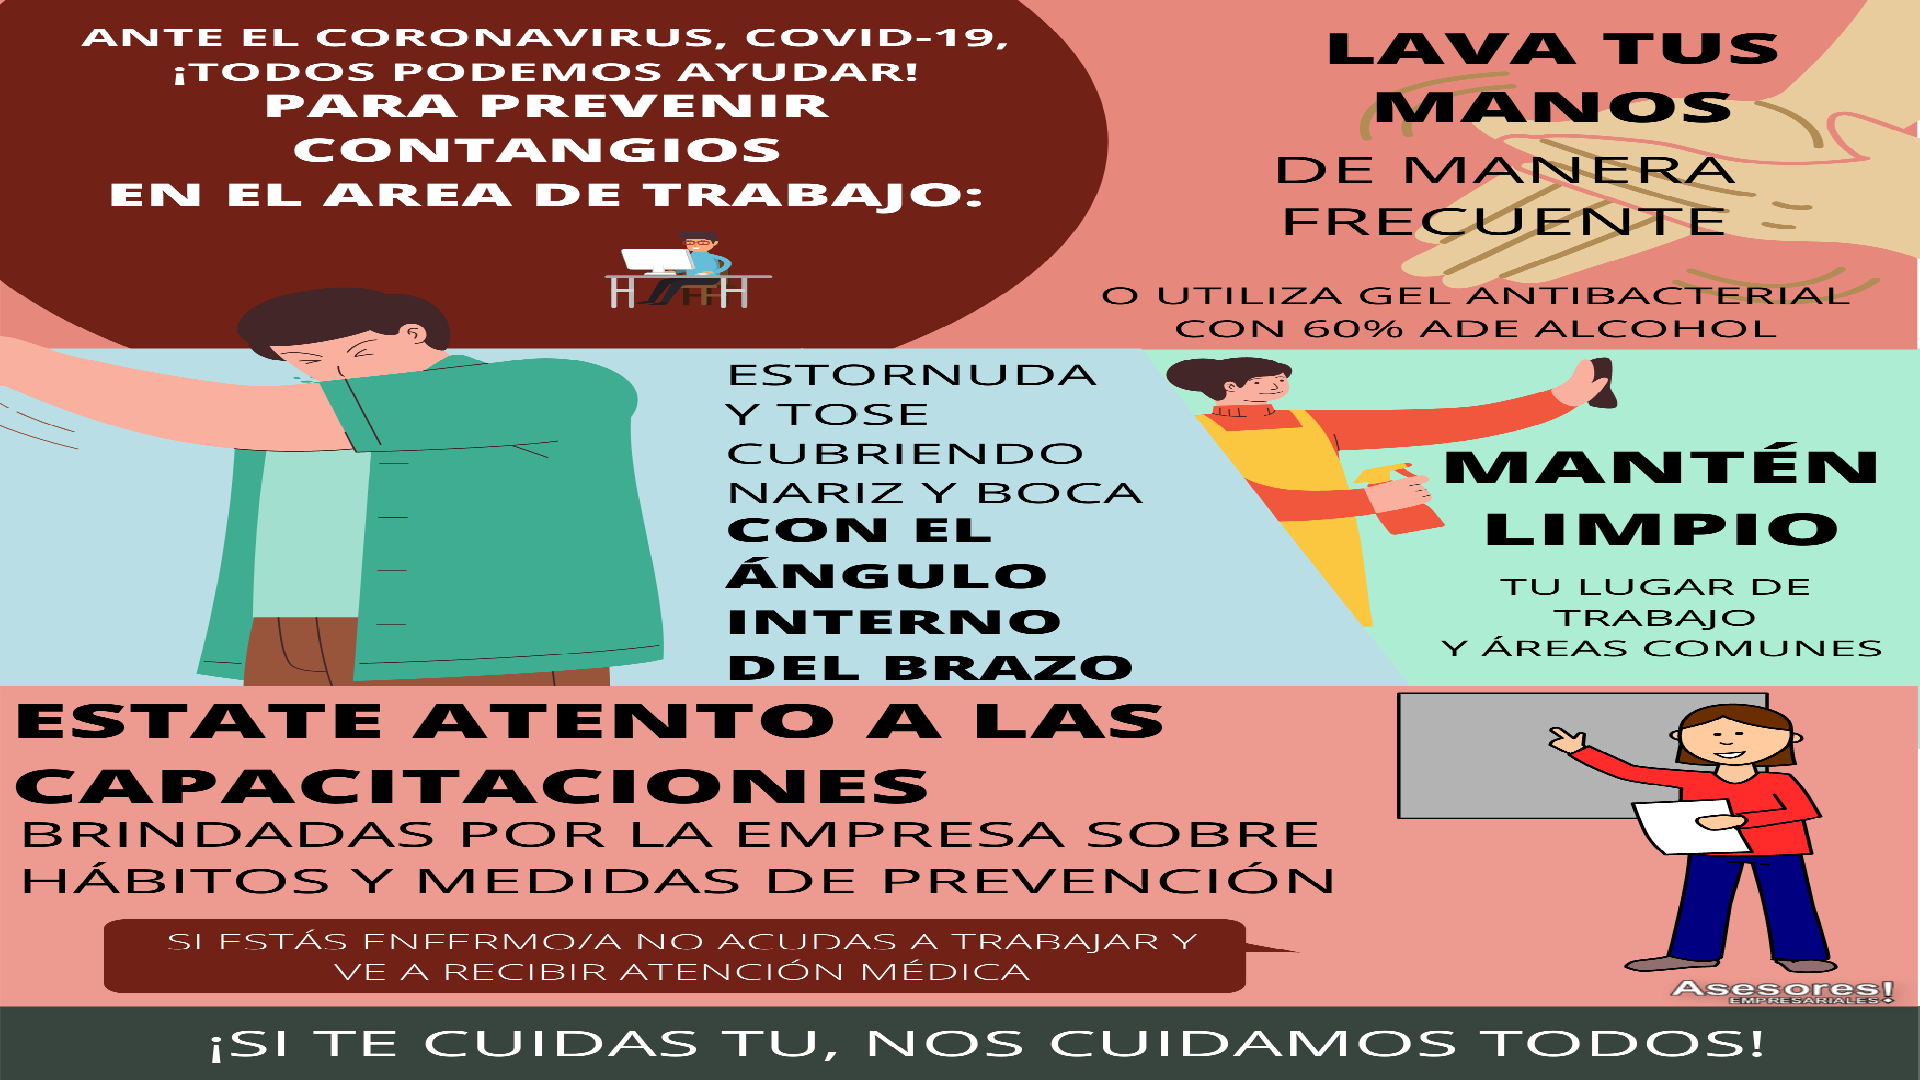 ANTE EL CORONAVIRUS, COVID-19,
¡TODOS PODEMOS AYUDAR!
PARA PREVENIR
CONTANGIOS
EN EL AREA DE TRABAJO:
LAVA TUS
MANOS
DE MANERA
FRECUENTE
O UTILIZA GEL ANTIBACTERIAL
CON 60% ADE ALCOHOL
ESTORNUDA
Y TOSE
CUBRIENDO
NARIZ Y BOCA
CON EL
ÁNGULO
INTERNO
DEL BRAZO
MANTÉN
LIMPIO
TU LUGAR DE
TRABAJO
Y ÁREAS COMUNES
ESTATE ATENTO A LAS
CAPACITACIONES
BRINDADAS POR LA EMPRESA SOBRE
HÁBITOS Y MEDIDAS DE PREVENCIÓN
SI ESTÁS ENFERMO/A NO ACUDAS A TRABAJAR Y
VE A RECIBIR ATENCIÓN MÉDICA
Asesores!
EMPRESARIALES
¡SI TE CUIDAS TU, NOS CUIDAMOS TODOS!